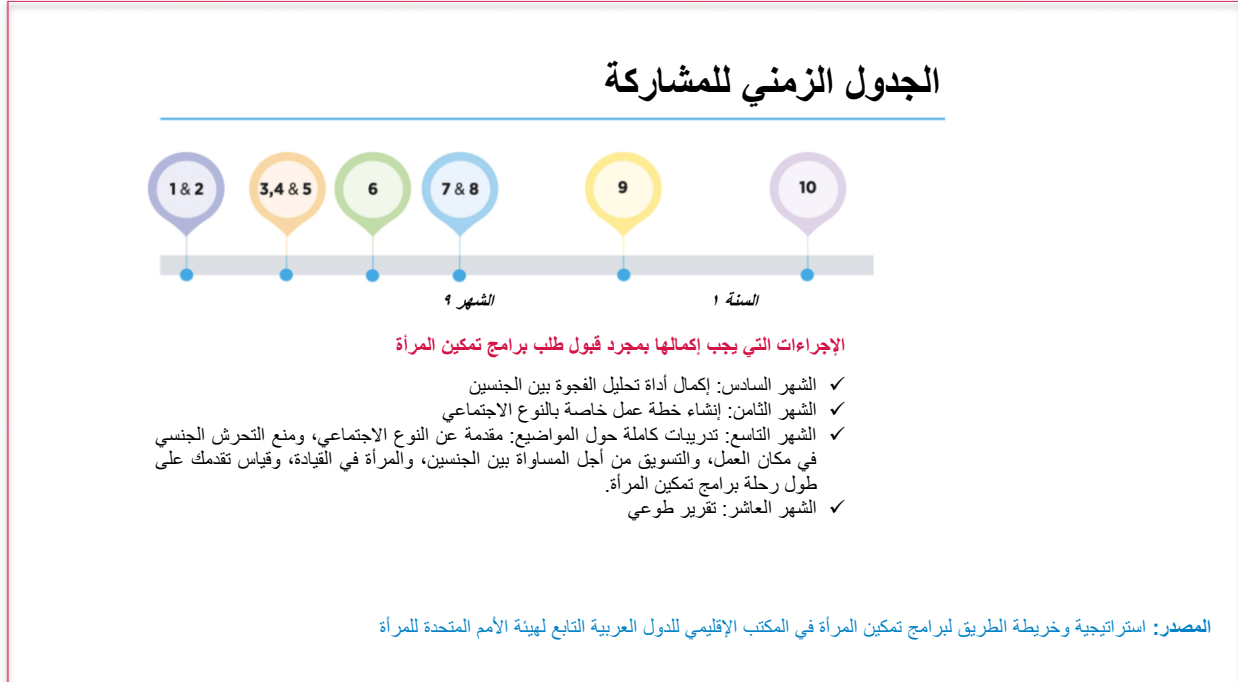 الجدول الزمني للمشاركة
1 & 2
3,4 & 5
6
7 & 8
9
10
الشهر ٩
السنة ١
الإجراءات التي يجب إكمالها بمجرد قبول طلب برامج تمكين المرأة
✓ الشهر السادس: إكمال أداة تحليل الفجوة بين الجنسين
✓ الشهر الثامن: إنشاء خطة عمل خاصة بالنوع الاجتماعي
✓ الشهر التاسع: تدريبات كاملة حول المواضيع: مقدمة عن النوع الاجتماعي، ومنع التحرش الجنسي
في مكان العمل، والتسويق من أجل المساواة بين الجنسين، والمرأة في القيادة، وقياس تقدمك على
طول رحلة برامج تمكين المرأة.
✓ الشهر العاشر: تقرير طوعي
المصدر: استراتيجية وخريطة الطريق لبرامج تمكين المرأة في المكتب الإقليمي للدول العربية التابع لهيئة الأمم المتحدة للمرأة